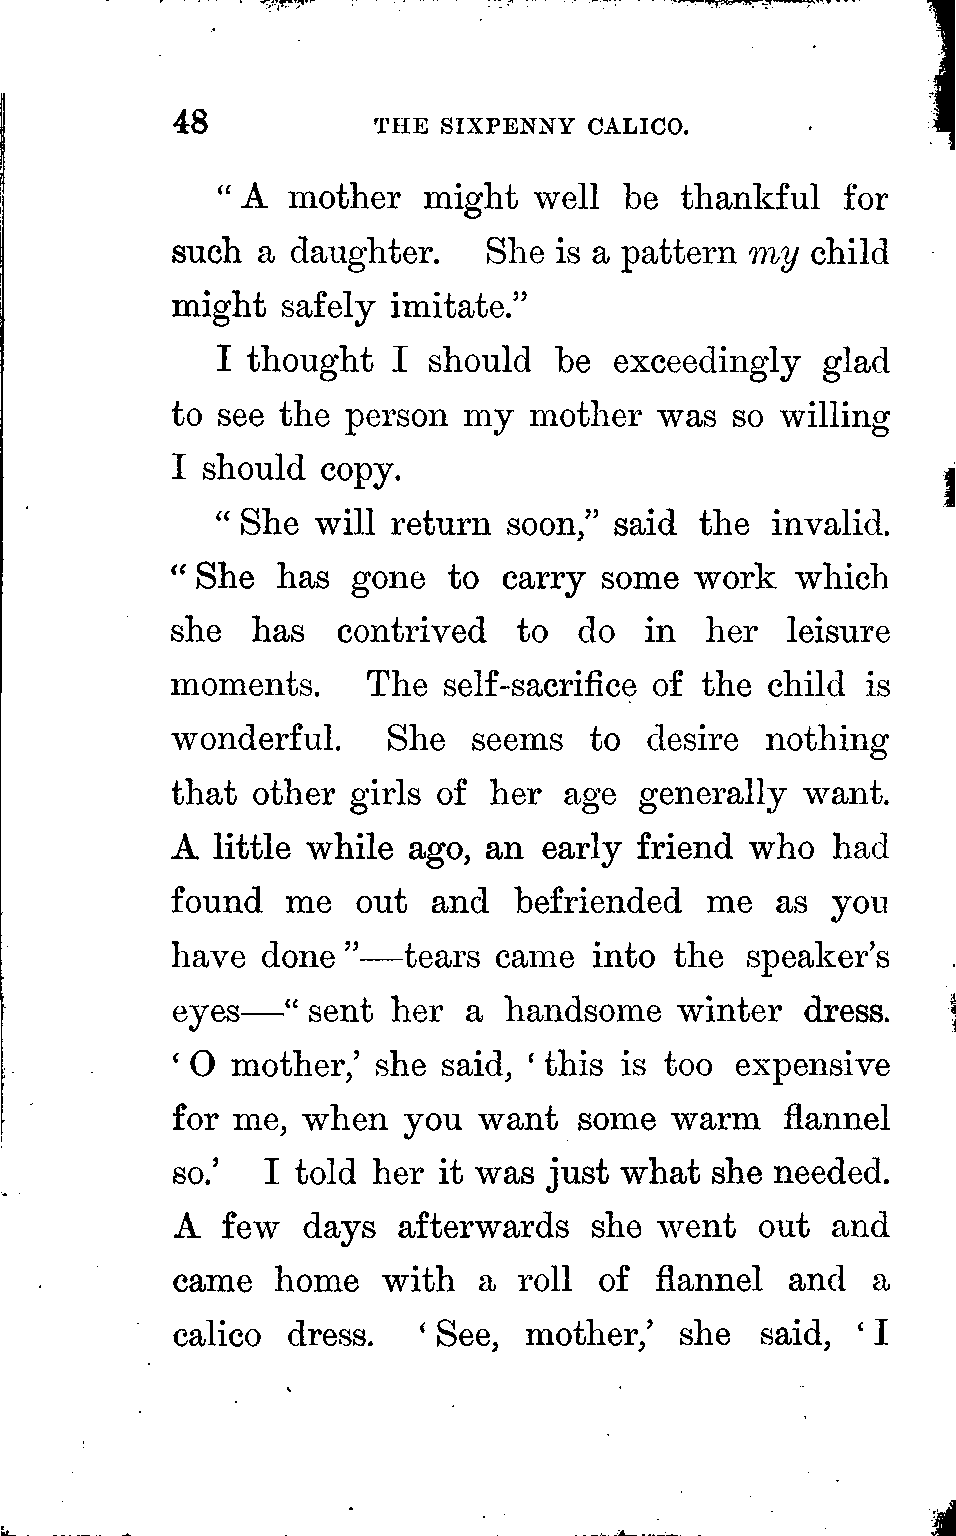 48 THE SIXPENNY CALICO.
“ A mother might well be thankful for
such a daughter. She is a pattern my child
might safely imitate.”
I thought I should be exceedingly glad
to see the person my mother was so willing
I should copy.
“ She will return soon,” said the invalid.
“ She has gone to carry some work which
she has contrived to do in her leisure
moments. The self-sacrifice of the child is
wonderful. She seems to desire nothing
that other girls of her age generally want.
A little while ago, an early friend who had
found me out and befriended me as you
have done ”—tears came into the speaker’s
eyes—“ sent her a handsome winter dress.
‘ O mother,’ she said, ‘ this is too expensive
for me, when you want some warm flannel
so.’ I told her it was just what she needed.
A few days afterwards she went out and
came home with a roll of flannel and a
calico dress. ‘ See, mother,’ she said, ‘ I